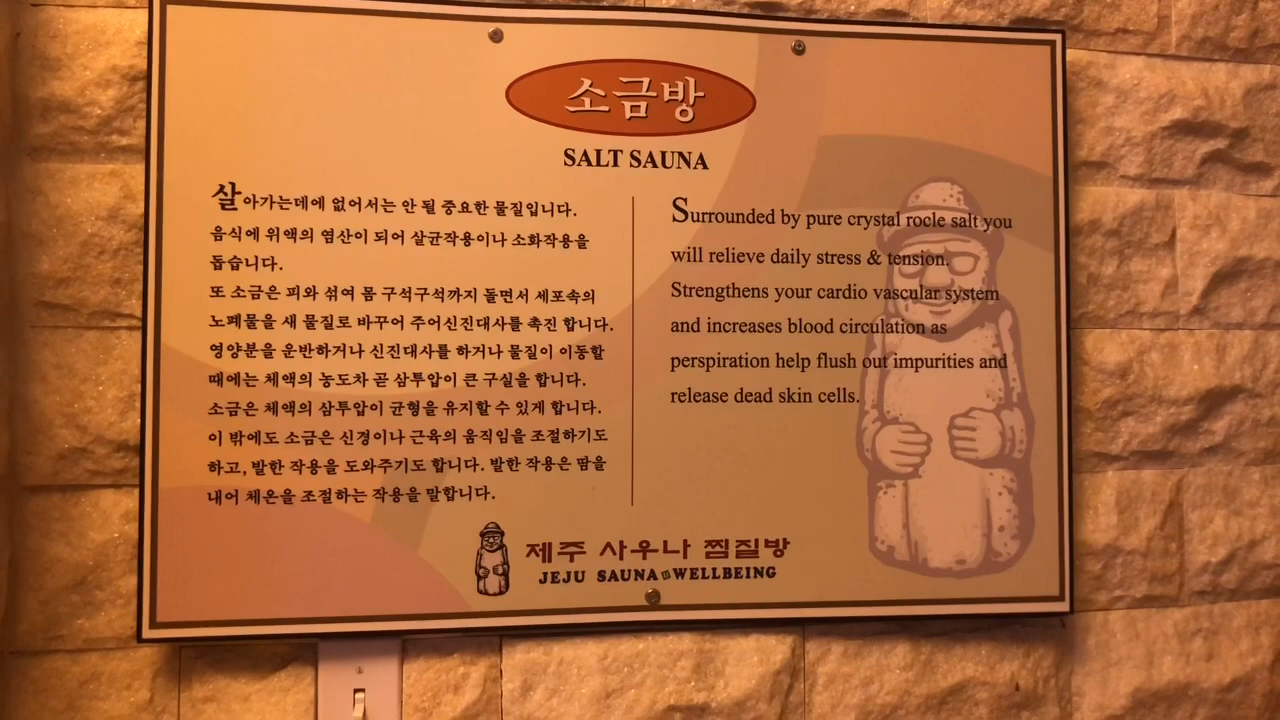 소금방
SALT SAUNA
살아가는데에 없어서는 안 될 중요한 물질입니다.
음식에 위액의 염산이 되어 살균작용이나 소화작용을
돕습니다.
또 소금은 피와 섞여 몸 구석구석까지 돌면서 세포속의
노폐물을 새 물질로 바꾸어 주어신진대사를 촉진 합니다.
영양분을 운반하거나 신진대사를 하거나 물질이 이동할
때에는 체액의 농도차 곧 삼투압이 큰 구실을 합니다.
소금은 체액의 삼투압이 균형을 유지할 수 있게 합니다.
이 밖에도 소금은 신경이나 근육의 움직임을 조절하기도
하고, 발한 작용을 도와주기도 합니다. 발한 작용은 땀을
내어 체온을 조절하는 작용을 말합니다.
Surrounded by pure crystal rocle salt you
will relieve daily stress & tension.
Strengthens your cardio vascular system
and increases blood circulation as
perspiration help flush out impurities and
release dead skin cells.
제주 사우나 찜질방
JEJU SAUNA WELLBEING